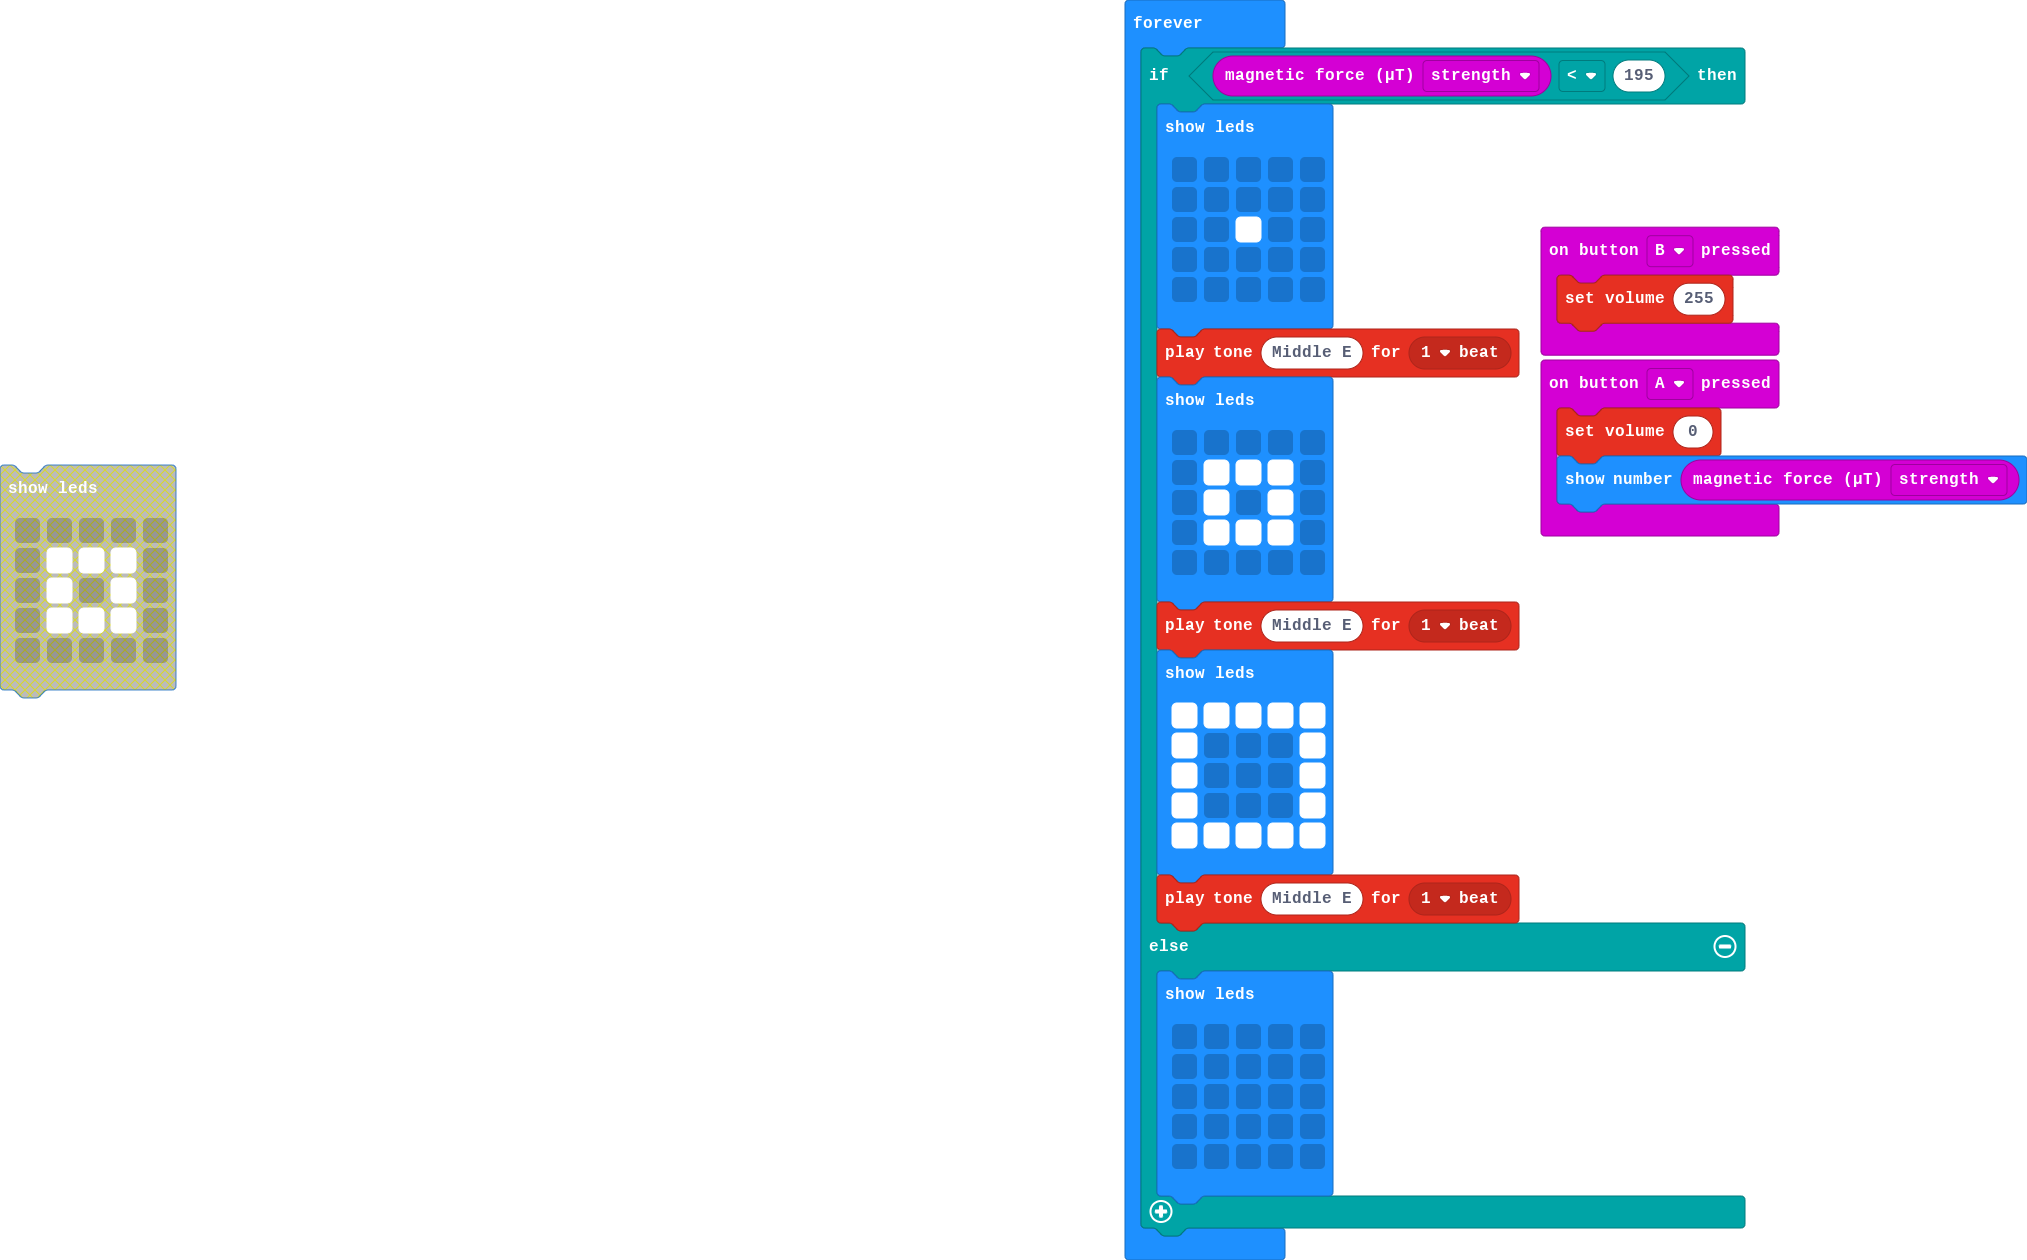 forever
if magnetic force (µT) strength < 195 then
show leds
play tone Middle E for 1 beat
show leds
play tone Middle E for 1 beat
show leds
play tone Middle E for 1 beat
else
show leds
on button B pressed
set volume 255
on button A pressed
set volume 0
show number magnetic force (µT) strength
show leds